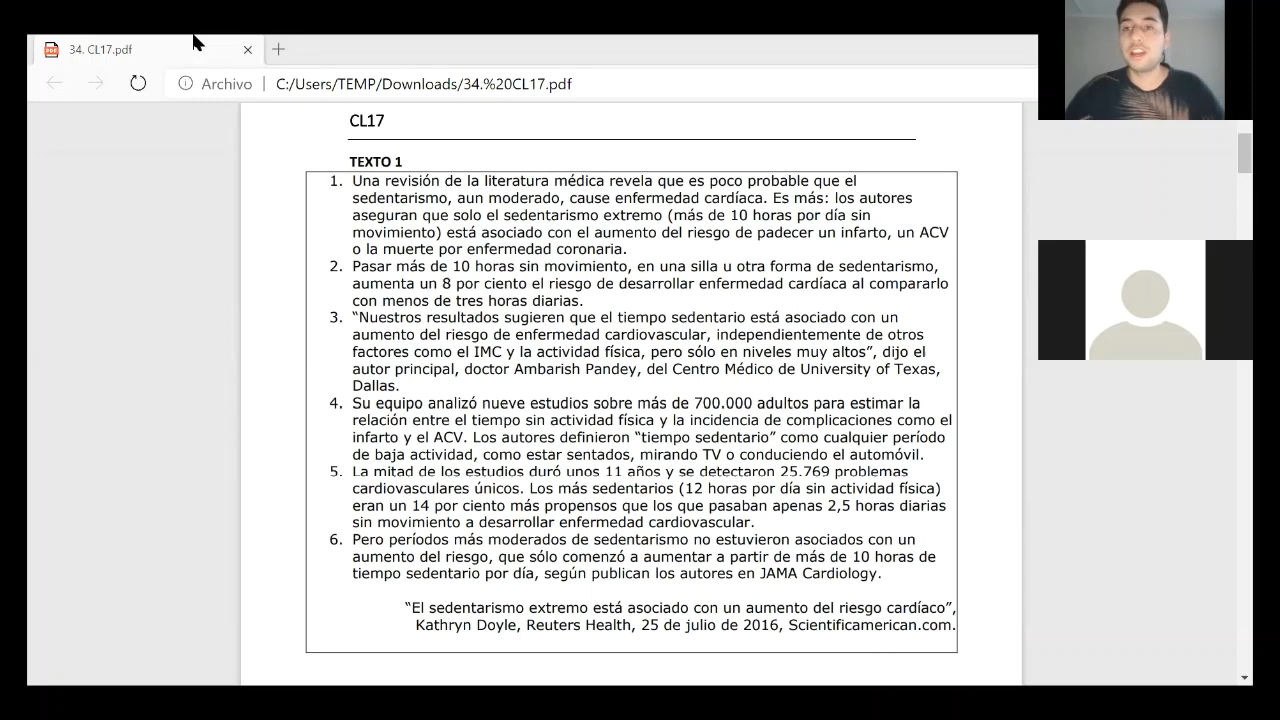 34. CL17.pdf
Archivo | C:/Users/TEMP/Downloads/34.%20CL17.pdf
CL17
TEXTO 1
1. Una revisión de la literatura médica revela que es poco probable que el
sedentarismo, aun moderado, cause enfermedad cardíaca. Es más: los autores
aseguran que solo el sedentarismo extremo (más de 10 horas por día sin
movimiento) está asociado con el aumento del riesgo de padecer un infarto, un ACV
o la muerte por enfermedad coronaria.
2. Pasar más de 10 horas sin movimiento, en una silla u otra forma de sedentarismo,
aumenta un 8 por ciento el riesgo de desarrollar enfermedad cardíaca al compararlo
con menos de tres horas diarias.
3. “Nuestros resultados sugieren que el tiempo sedentario está asociado con un
aumento del riesgo de enfermedad cardiovascular, independientemente de otros
factores como el IMC y la actividad física, pero sólo en niveles muy altos”, dijo el
autor principal, doctor Ambarish Pandey, del Centro Médico de University of Texas,
Dallas.
4. Su equipo analizó nueve estudios sobre más de 700.000 adultos para estimar la
relación entre el tiempo sin actividad física y la incidencia de complicaciones como el
infarto y el ACV. Los autores definieron “tiempo sedentario” como cualquier período
de baja actividad, como estar sentados, mirando TV o conduciendo el automóvil.
5. La mitad de los estudios duró unos 11 años y se detectaron 25.769 problemas
cardiovasculares únicos. Los más sedentarios (12 horas por día sin actividad física)
eran un 14 por ciento más propensos que los que pasaban apenas 2,5 horas diarias
sin movimiento a desarrollar enfermedad cardiovascular.
6. Pero períodos más moderados de sedentarismo no estuvieron asociados con un
aumento del riesgo, que sólo comenzó a aumentar a partir de más de 10 horas de
tiempo sedentario por día, según publican los autores en JAMA Cardiology.
“El sedentarismo extremo está asociado con un aumento del riesgo cardíaco”,
Kathryn Doyle, Reuters Health, 25 de julio de 2016, Scientificamerican.com.